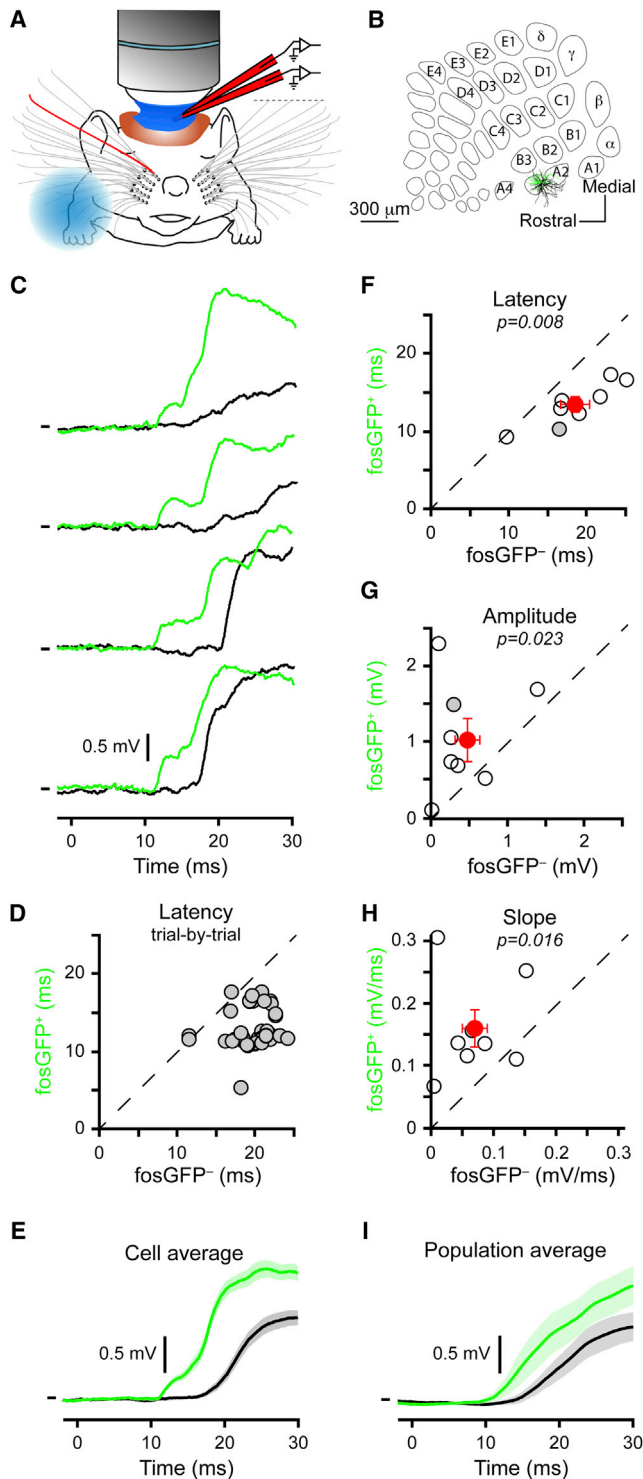 A
B
E4
E3
E2
E1
δ
γ
D4
D3
D2
D1
C4
C3
C2
C1
β
B3
B2
B1
α
A4
A2
A1
300 μm
Medial
Rostral
C
0.5 mV
0
10
20
30
Time (ms)
D
Latency
trial-by-trial
fosGFP⁺ (ms)
20
10
0
0
10
20
fosGFP⁻ (ms)
E
Cell average
0.5 mV
0
10
20
30
Time (ms)
F
Latency
p=0.008
fosGFP⁺ (ms)
20
10
0
0
10
20
fosGFP⁻ (ms)
G
Amplitude
p=0.023
fosGFP⁺ (mV)
2
1
0
0
1
2
fosGFP⁻ (mV)
H
Slope
p=0.016
fosGFP⁺ (mV/ms)
0.3
0.2
0.1
0
0
0.1
0.2
0.3
fosGFP⁻ (mV/ms)
I
Population average
0.5 mV
0
10
20
30
Time (ms)